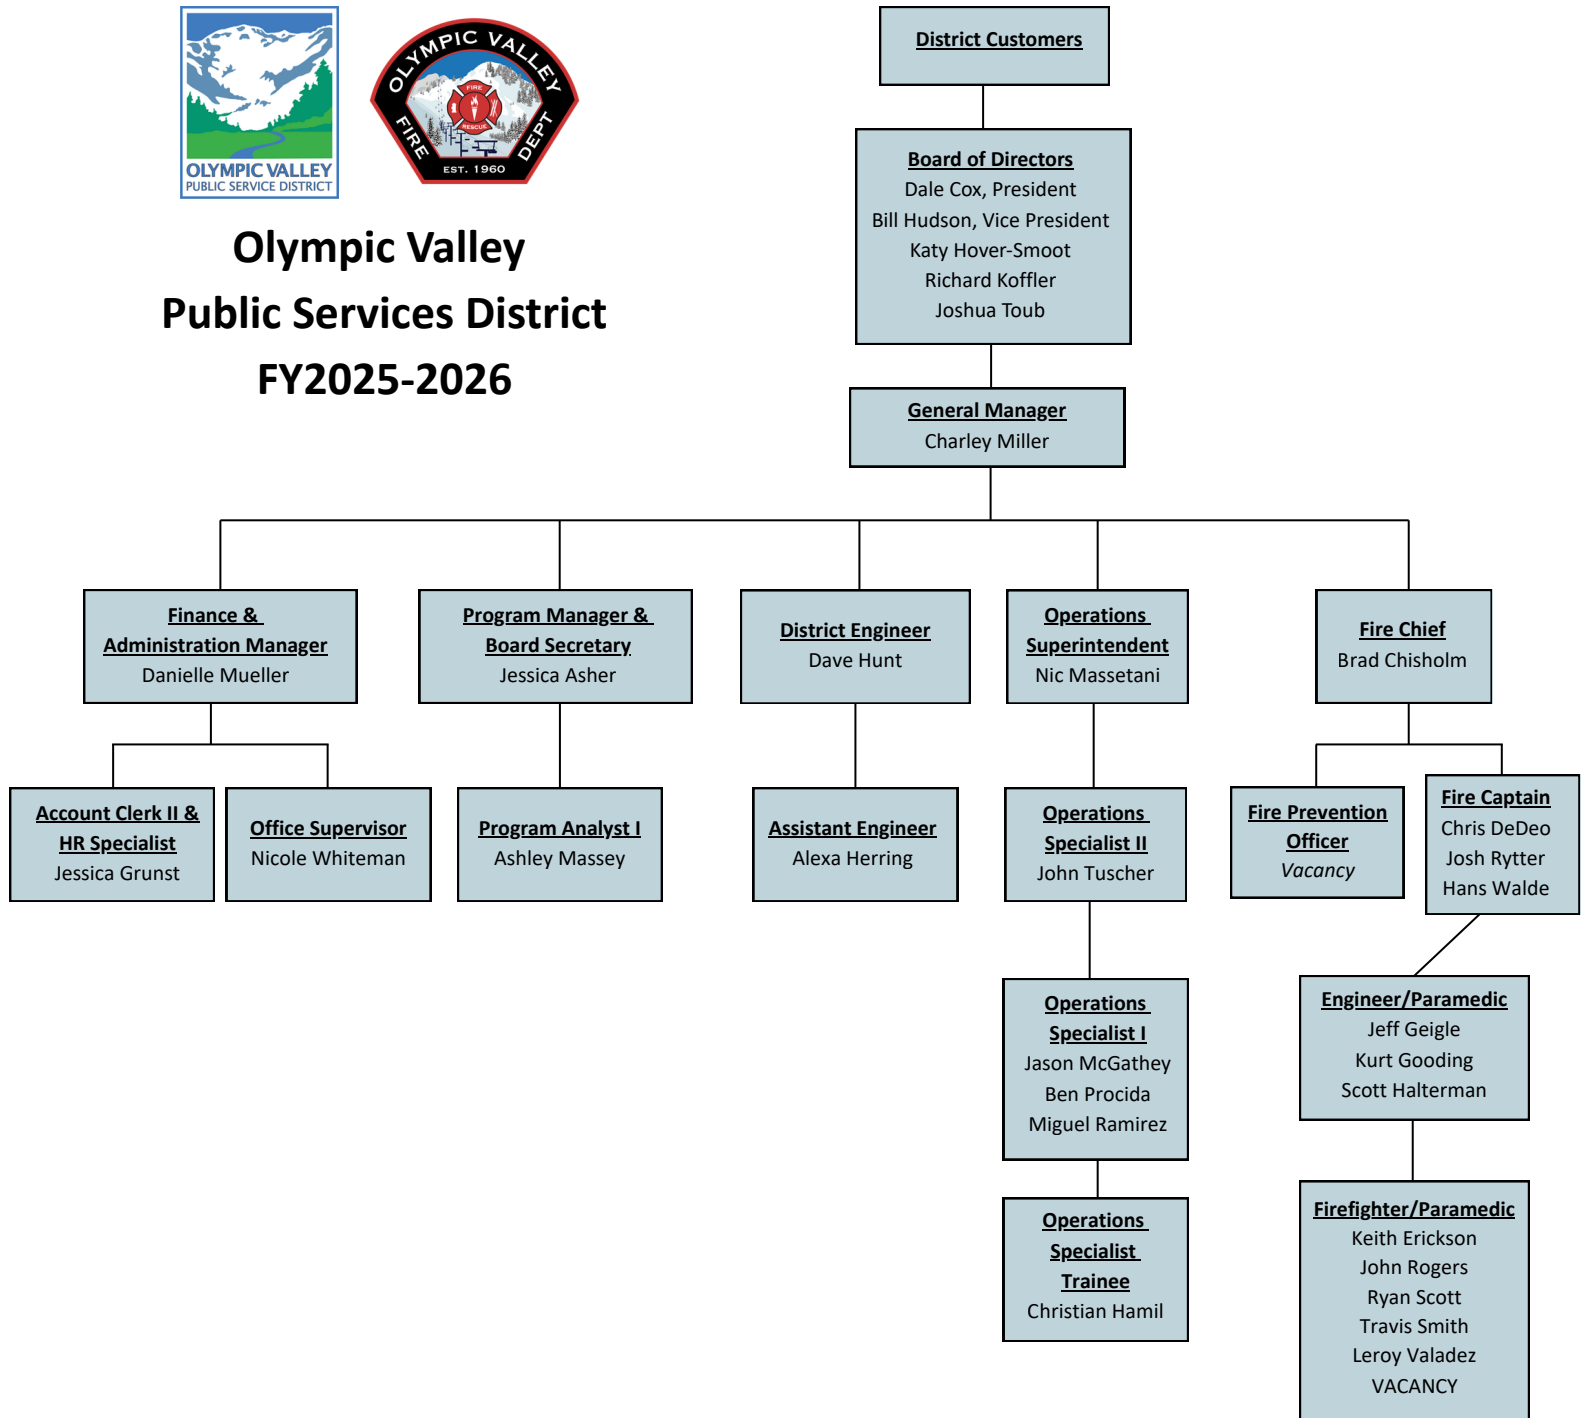 OLYMPIC VALLEY
PUBLIC SERVICE DISTRICT
OLYMPIC VALLEY
FIRE
DEPT
FIRE
RESCUE
EST. 1960
Olympic Valley
Public Services District
FY2025-2026
District Customers
Board of Directors
Dale Cox, President
Bill Hudson, Vice President
Katy Hover-Smoot
Richard Koffler
Joshua Toub
General Manager
Charley Miller
Finance &
Administration Manager
Danielle Mueller
Program Manager &
Board Secretary
Jessica Asher
District Engineer
Dave Hunt
Operations
Superintendent
Nic Massetani
Fire Chief
Brad Chisholm
Account Clerk II &
HR Specialist
Jessica Grunst
Office Supervisor
Nicole Whiteman
Program Analyst I
Ashley Massey
Assistant Engineer
Alexa Herring
Operations
Specialist II
John Tuscher
Fire Prevention
Officer
Vacancy
Fire Captain
Chris DeDeo
Josh Rytter
Hans Walde
Operations
Specialist I
Jason McGathey
Ben Procida
Miguel Ramirez
Engineer/Paramedic
Jeff Geigle
Kurt Gooding
Scott Halterman
Operations
Specialist
Trainee
Christian Hamil
Firefighter/Paramedic
Keith Erickson
John Rogers
Ryan Scott
Travis Smith
Leroy Valadez
VACANCY